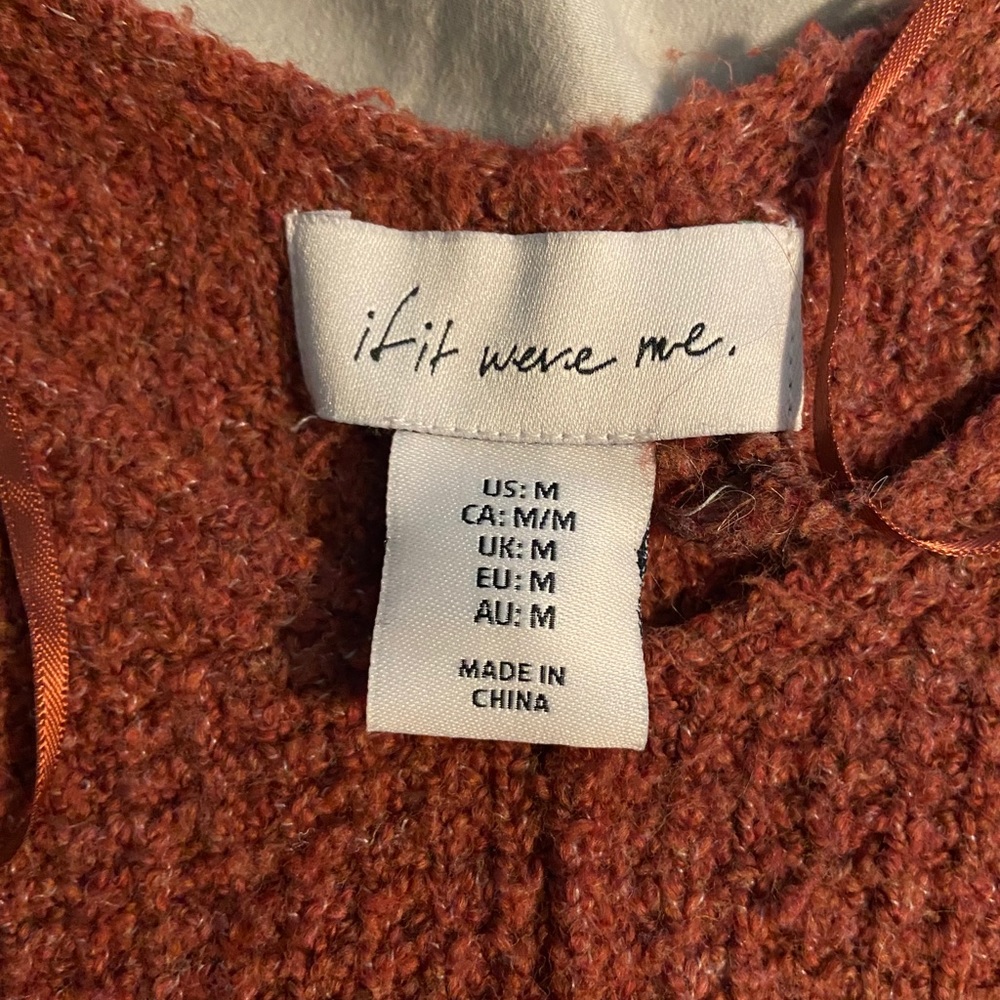 if it were me.
US: M
CA: M/M
UK: M
EU: M
AU: M
MADE IN
CHINA